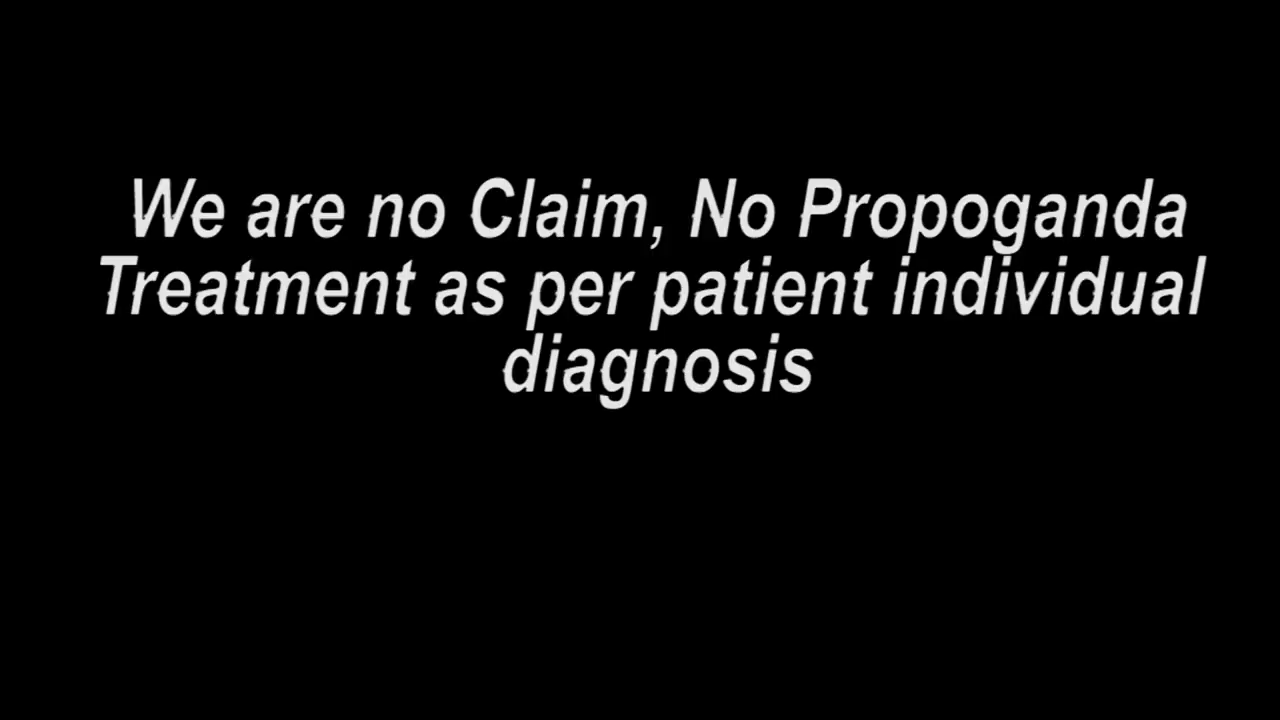 We are no Claim, No Propoganda
Treatment as per patient individual
diagnosis